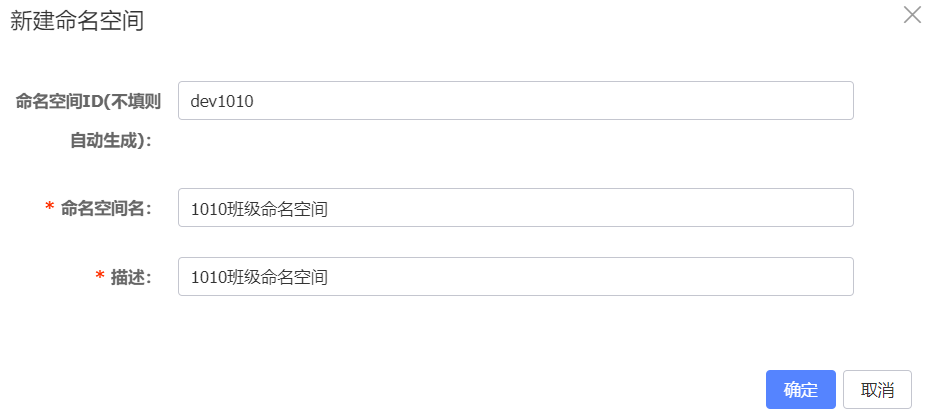 新建命名空间
命名空间ID(不填则
自动生成)：
dev1010
* 命名空间名：
1010班级命名空间
* 描述：
1010班级命名空间
确定
取消